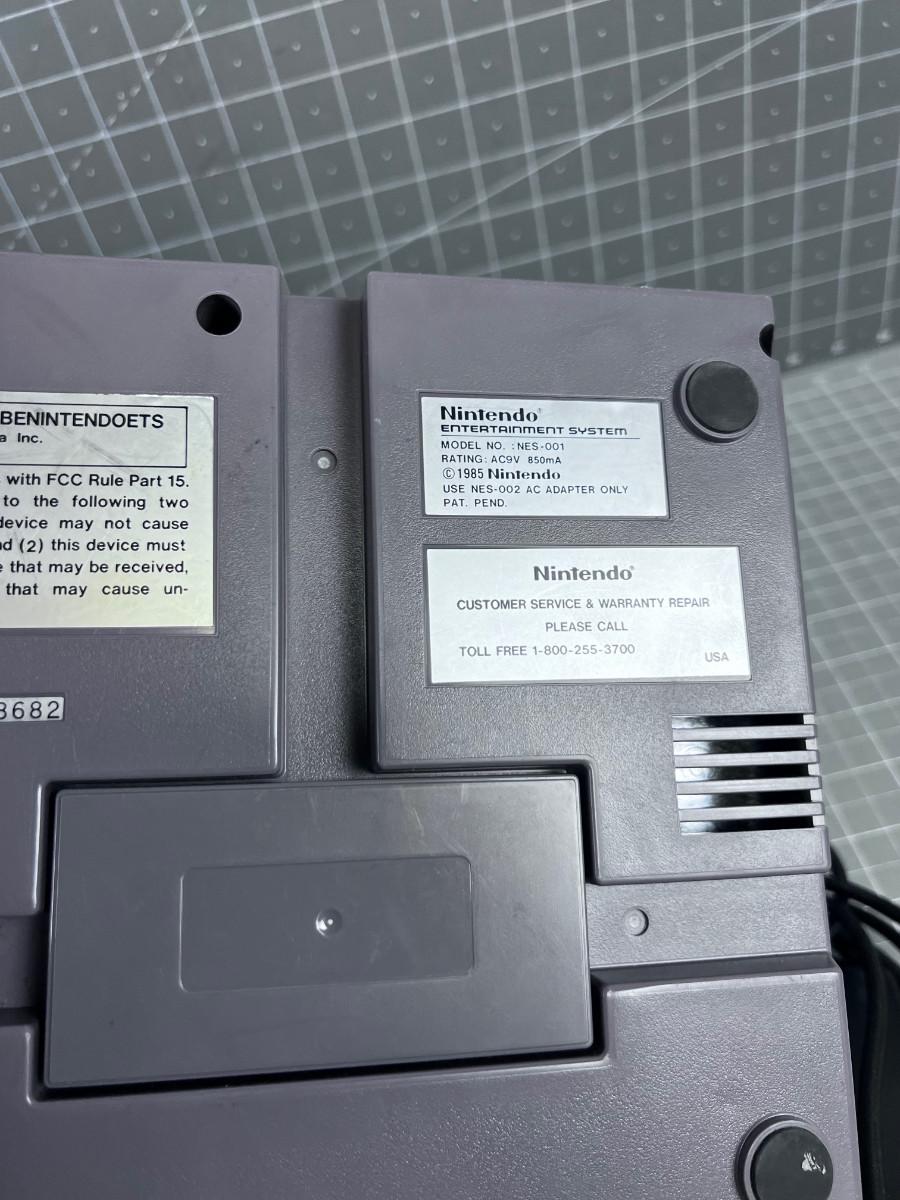 BENINTENDOETS
a Inc.
with FCC Rule Part 15.
to the following two
device may not cause
nd (2) this device must
e that may be received,
that may cause un-
8682
Nintendo®
ENTERTAINMENT SYSTEM
MODEL NO. :NES-001
RATING: AC9V 850mA
©1985 Nintendo
USE NES-002 AC ADAPTER ONLY
PAT. PEND.
Nintendo®
CUSTOMER SERVICE & WARRANTY REPAIR
PLEASE CALL
TOLL FREE 1-800-255-3700
USA